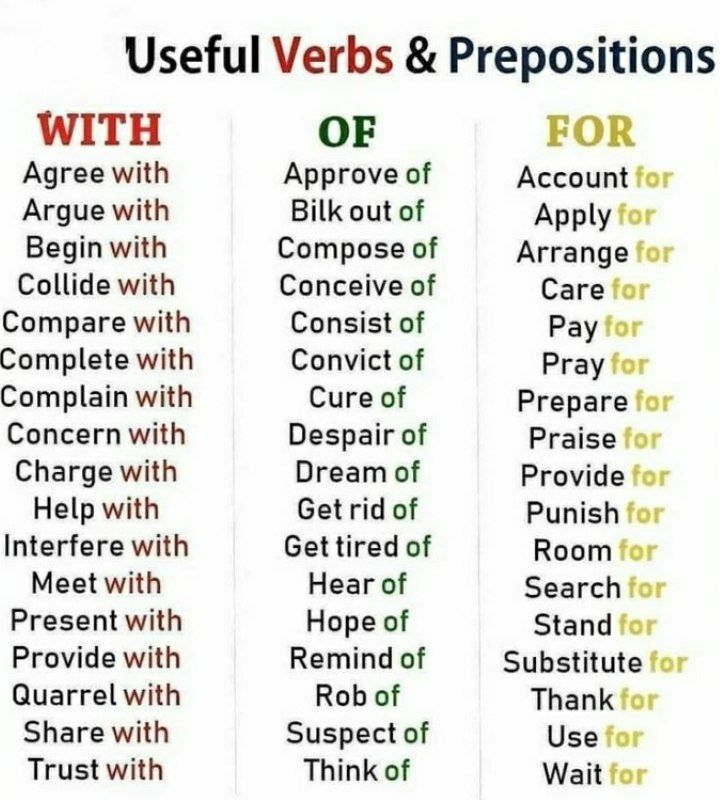 Useful Verbs & Prepositions
WITH
Agree with
Argue with
Begin with
Collide with
Compare with
Complete with
Complain with
Concern with
Charge with
Help with
Interfere with
Meet with
Present with
Provide with
Quarrel with
Share with
Trust with
OF
Approve of
Bilk out of
Compose of
Conceive of
Consist of
Convict of
Cure of
Despair of
Dream of
Get rid of
Get tired of
Hear of
Hope of
Remind of
Rob of
Suspect of
Think of
FOR
Account for
Apply for
Arrange for
Care for
Pay for
Pray for
Prepare for
Praise for
Provide for
Punish for
Room for
Search for
Stand for
Substitute for
Thank for
Use for
Wait for